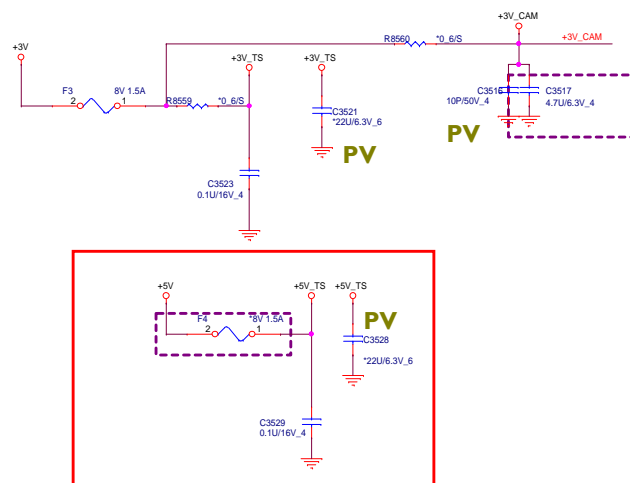 +3V_CAM
R8560 *0_6/S
+3V_CAM
+3V
+3V_TS
+3V_TS
F3 8V 1.5A
2 1
R8559 *0_6/S
C3521
*22U/6.3V_6
PV
C3517
10P/50V_4
4.7U/6.3V_4
PV
C3523
0.1U/16V_4
+5V
+5V_TS
+5V_TS
F4 *8V 1.5A
2 1
PV
C3528
*22U/6.3V_6
C3529
0.1U/16V_4